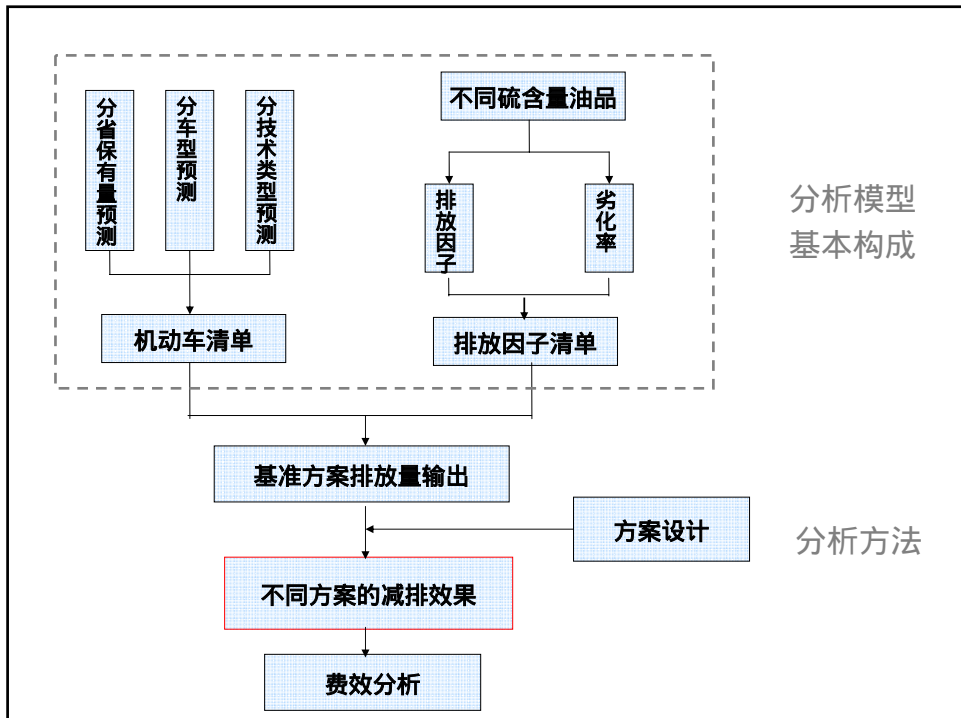 分省保有量预测
分车型预测
分技术类型预测
不同硫含量油品
排放因子
劣化率
分析模型
基本构成
机动车清单
排放因子清单
基准方案排放量输出
方案设计
分析方法
不同方案的减排效果
费效分析